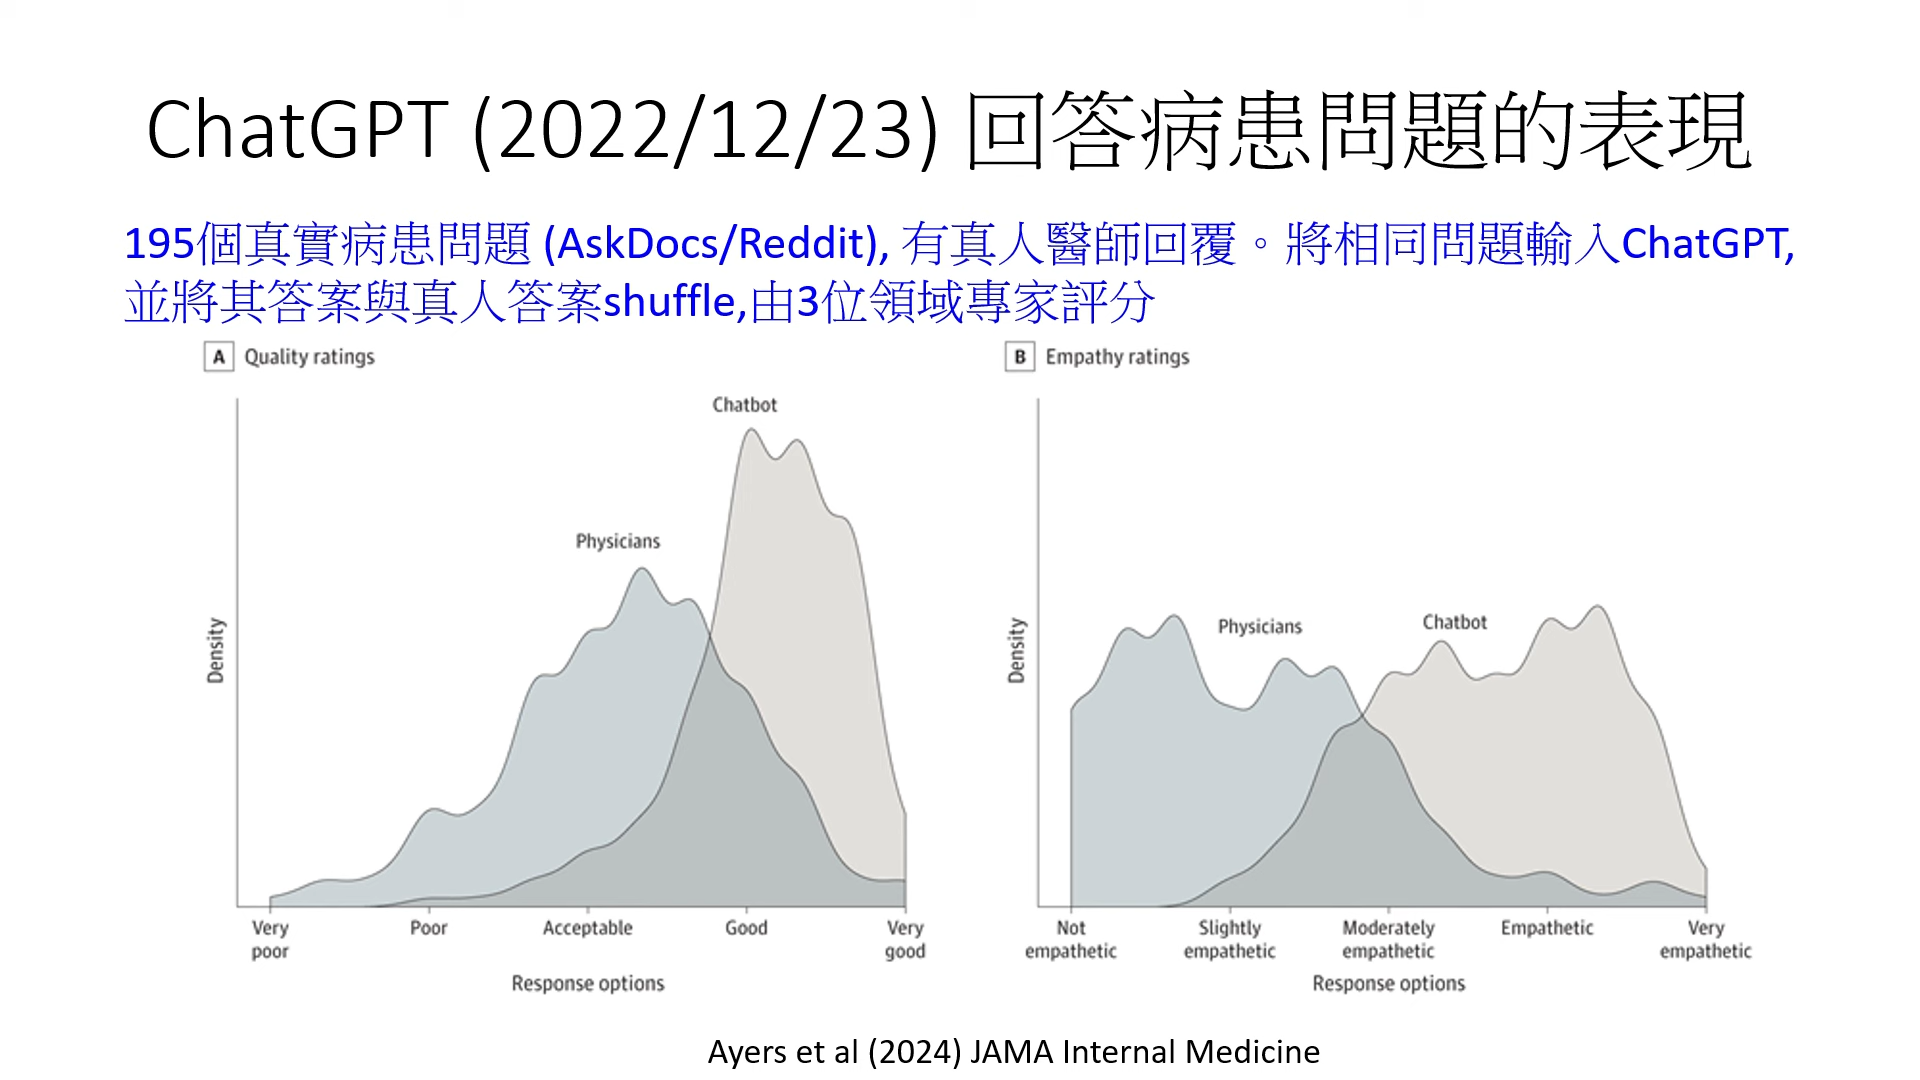 ChatGPT (2022/12/23) 回答病患問題的表現
195個真實病患問題 (AskDocs/Reddit), 有真人醫師回覆。將相同問題輸入ChatGPT,
並將其答案與真人答案shuffle,由3位領域專家評分
A Quality ratings
Chatbot
Physicians
Density
Very poor
Poor
Acceptable
Good
Very good
Response options
B Empathy ratings
Physicians
Chatbot
Density
Not empathetic
Slightly empathetic
Moderately empathetic
Empathetic
Very empathetic
Response options
Ayers et al (2024) JAMA Internal Medicine